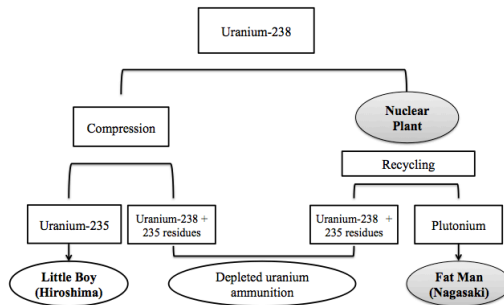 Uranium-238
Nuclear
Plant
Compression
Recycling
Uranium-235
Uranium-238 +
235 residues
Uranium-238 +
235 residues
Plutonium
Little Boy
(Hiroshima)
Depleted uranium
ammunition
Fat Man
(Nagasaki)